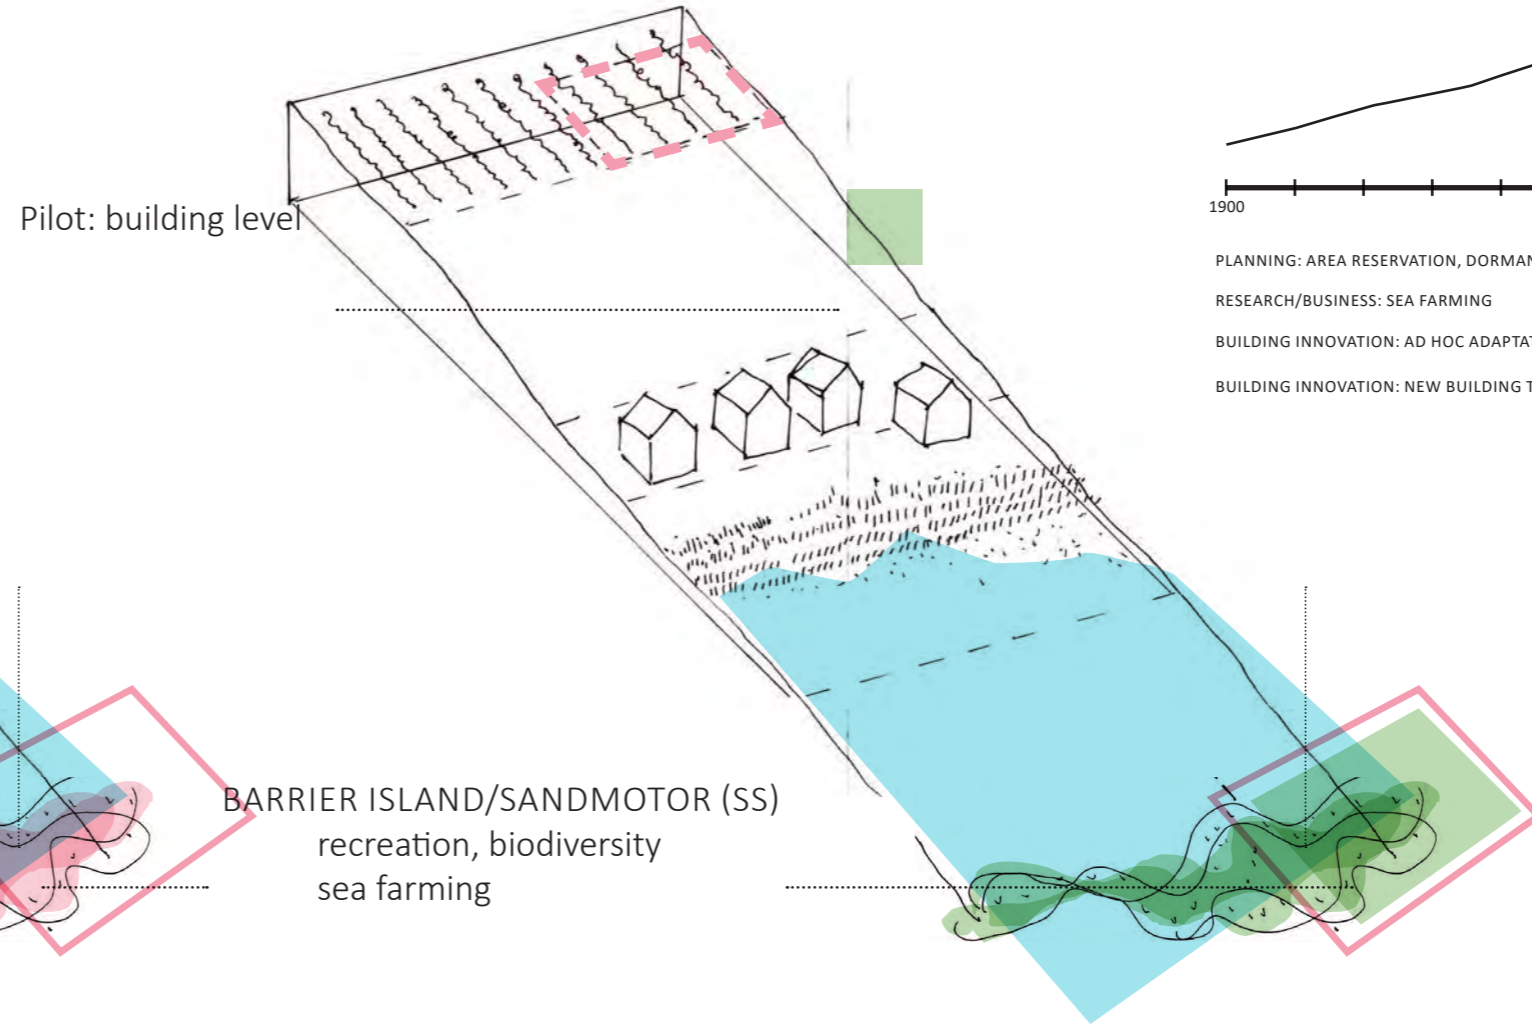 Pilot: building level
1900
PLANNING: AREA RESERVATION, DORMAN
RESEARCH/BUSINESS: SEA FARMING
BUILDING INNOVATION: AD HOC ADAPTAT
BUILDING INNOVATION: NEW BUILDING T
BARRIER ISLAND/SANDMOTOR (SS)
recreation, biodiversity
sea farming